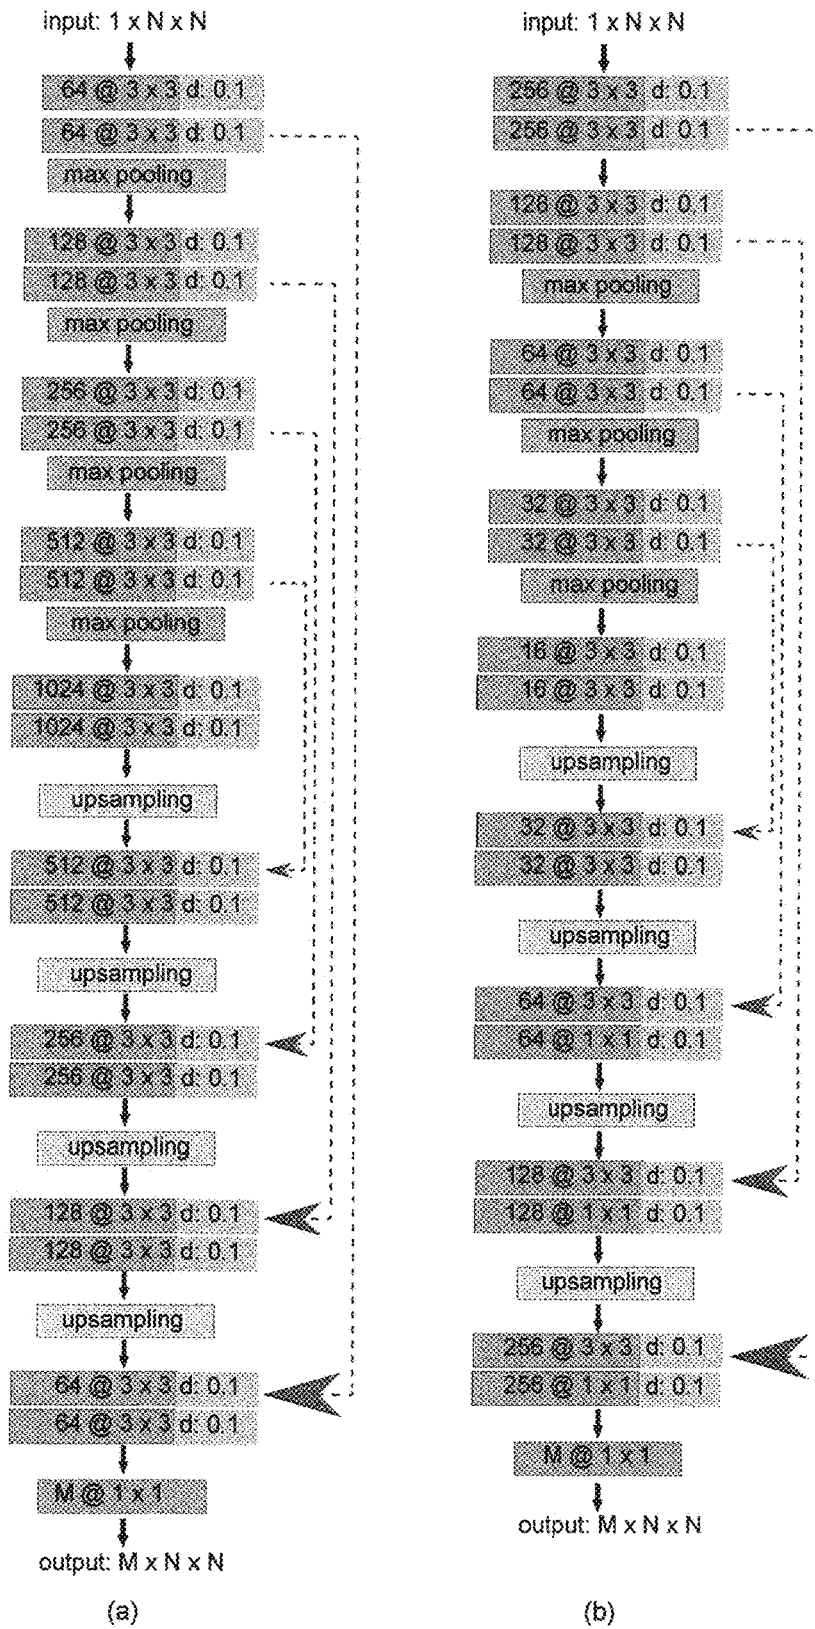 input: 1 x N x N
64 @ 3 x 3 d: 0.1
64 @ 3 x 3 d: 0.1
max pooling
128 @ 3 x 3 d: 0.1
128 @ 3 x 3 d: 0.1
max pooling
256 @ 3 x 3 d: 0.1
256 @ 3 x 3 d: 0.1
max pooling
512 @ 3 x 3 d: 0.1
512 @ 3 x 3 d: 0.1
max pooling
1024 @ 3 x 3 d: 0.1
1024 @ 3 x 3 d: 0.1
upsampling
512 @ 3 x 3 d: 0.1
512 @ 3 x 3 d: 0.1
upsampling
256 @ 3 x 3 d: 0.1
256 @ 3 x 3 d: 0.1
upsampling
128 @ 3 x 3 d: 0.1
128 @ 3 x 3 d: 0.1
upsampling
64 @ 3 x 3 d: 0.1
64 @ 3 x 3 d: 0.1
M @ 1 x 1
output: M x N x N
(a)
input: 1 x N x N
256 @ 3 x 3 d: 0.1
256 @ 3 x 3 d: 0.1
128 @ 3 x 3 d: 0.1
128 @ 3 x 3 d: 0.1
max pooling
64 @ 3 x 3 d: 0.1
64 @ 3 x 3 d: 0.1
max pooling
32 @ 3 x 3 d: 0.1
32 @ 3 x 3 d: 0.1
max pooling
16 @ 3 x 3 d: 0.1
16 @ 3 x 3 d: 0.1
upsampling
32 @ 3 x 3 d: 0.1
32 @ 3 x 3 d: 0.1
upsampling
64 @ 3 x 3 d: 0.1
64 @ 1 x 1 d: 0.1
upsampling
128 @ 3 x 3 d: 0.1
128 @ 1 x 1 d: 0.1
upsampling
256 @ 3 x 3 d: 0.1
256 @ 1 x 1 d: 0.1
M @ 1 x 1
output: M x N x N
(b)